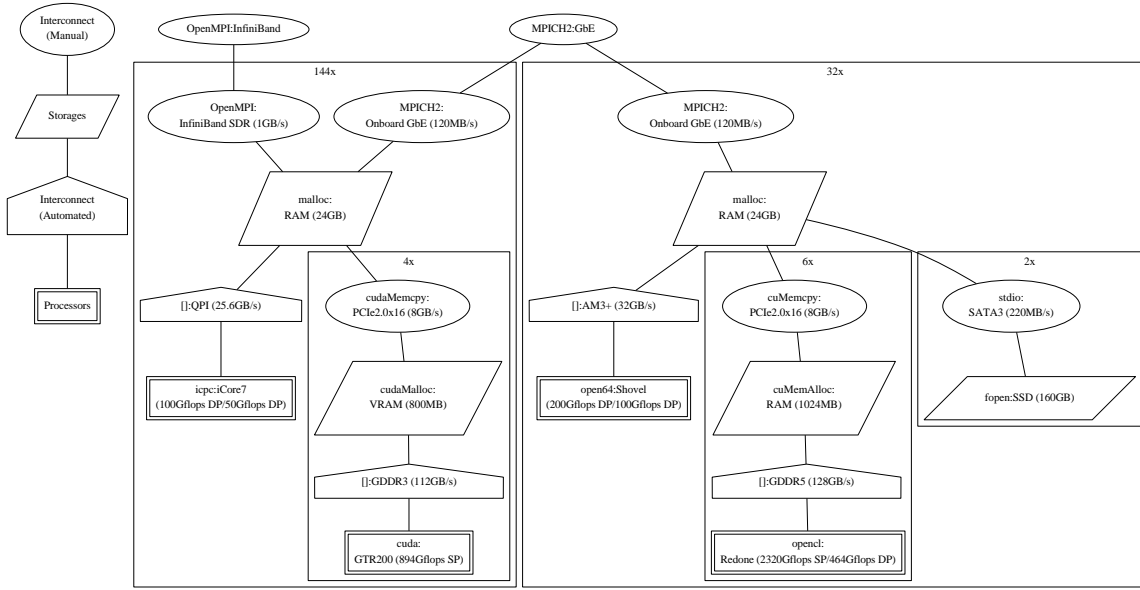 Interconnect
(Manual)
Storages
Interconnect
(Automated)
Processors
OpenMPI:InfiniBand
MPICH2:GbE
144x
OpenMPI:
InfiniBand SDR (1GB/s)
MPICH2:
Onboard GbE (120MB/s)
malloc:
RAM (24GB)
[]:QPI (25.6GB/s)
icpc:iCore7
(100Gflops DP/50Gflops DP)
4x
cudaMemcpy:
PCIe2.0x16 (8GB/s)
cudaMalloc:
VRAM (800MB)
[]:GDDR3 (112GB/s)
cuda:
GTR200 (894Gflops SP)
32x
MPICH2:
Onboard GbE (120MB/s)
malloc:
RAM (24GB)
[]:AM3+ (32GB/s)
open64:Shovel
(200Gflops DP/100Gflops DP)
6x
cuMemcpy:
PCIe2.0x16 (8GB/s)
cuMemAlloc:
RAM (1024MB)
[]:GDDR5 (128GB/s)
opencl:
Redone (2320Gflops SP/464Gflops DP)
2x
stdio:
SATA3 (220MB/s)
fopen:SSD (160GB)